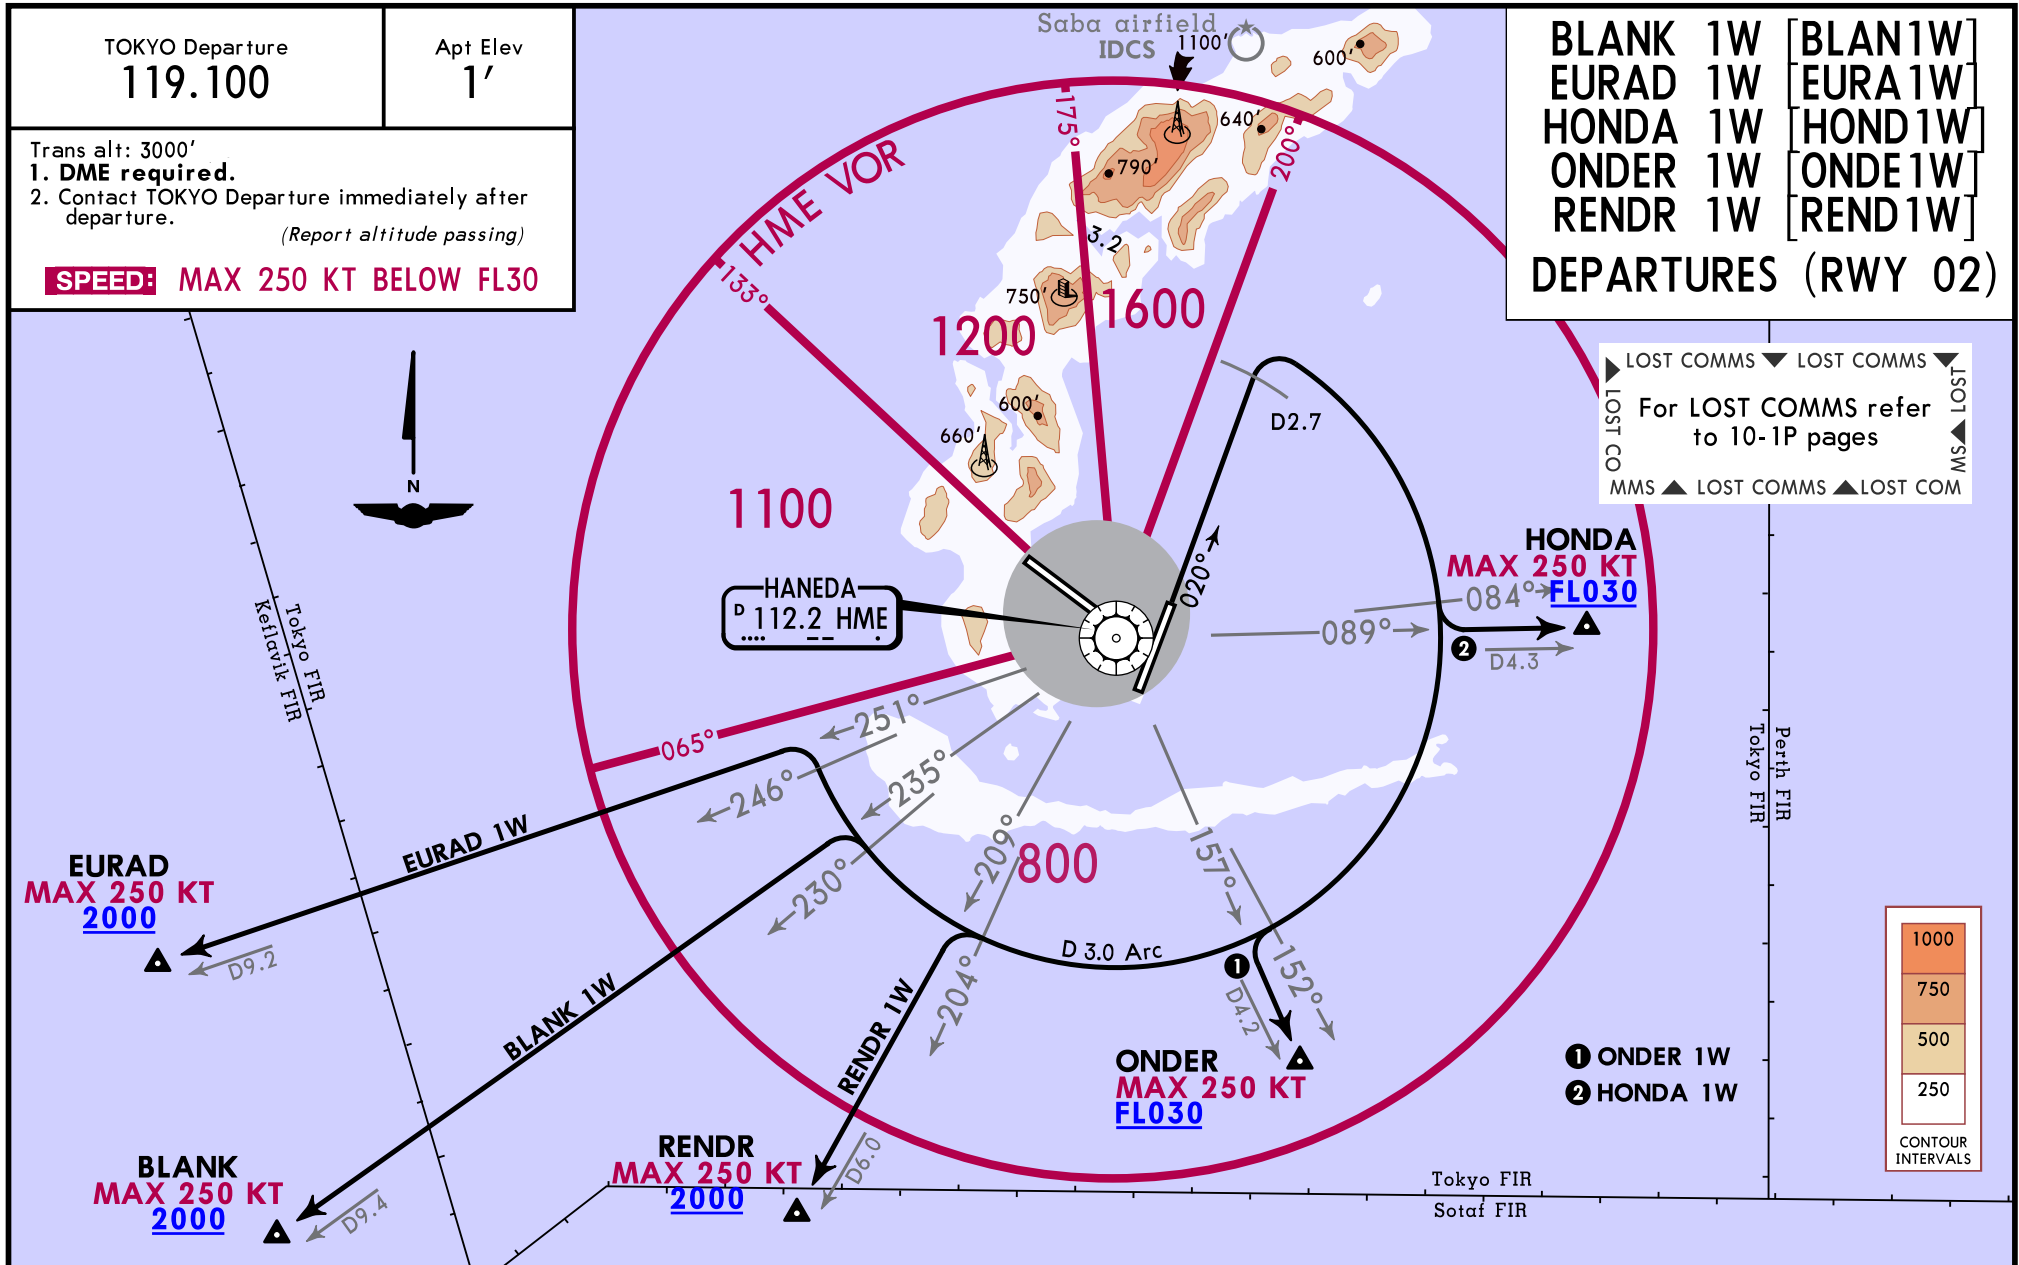 TOKYO Departure
119.100
Apt Elev
1'
Trans alt: 3000'
1. DME required.
2. Contact TOKYO Departure immediately after
departure.
(Report altitude passing)
SPEED: MAX 250 KT BELOW FL30
BLANK 1W [BLAN1W]
EURAD 1W [EURA1W]
HONDA 1W [HOND1W]
ONDER 1W [ONDE1W]
RENDR 1W [REND1W]
DEPARTURES (RWY 02)
Saba airfield
IDCS
1100'
600'
640'
790'
3.2
750'
600'
660'
HME VOR
133°
175°
200°
065°
1200
1600
1100
800
LOST COMMS LOST COMMS
LOST COMMS
LOST COMMS
LOST COMMS
For LOST COMMS refer
to 10-1P pages
N
HANEDA
D 112.2 HME
020°
D2.7
HONDA
MAX 250 KT
FL030
084°
089°
2
D4.3
Tokyo FIR
Keflavik FIR
Perth FIR
Tokyo FIR
251°
246°
235°
230°
209°
204°
157°
152°
D 3.0 Arc
EURAD 1W
EURAD
MAX 250 KT
2000
D9.2
BLANK 1W
BLANK
MAX 250 KT
2000
D9.4
RENDR 1W
RENDR
MAX 250 KT
2000
D6.0
1
D4.2
ONDER
MAX 250 KT
FL030
1 ONDER 1W
2 HONDA 1W
Tokyo FIR
Sotaf FIR
1000
750
500
250
CONTOUR
INTERVALS